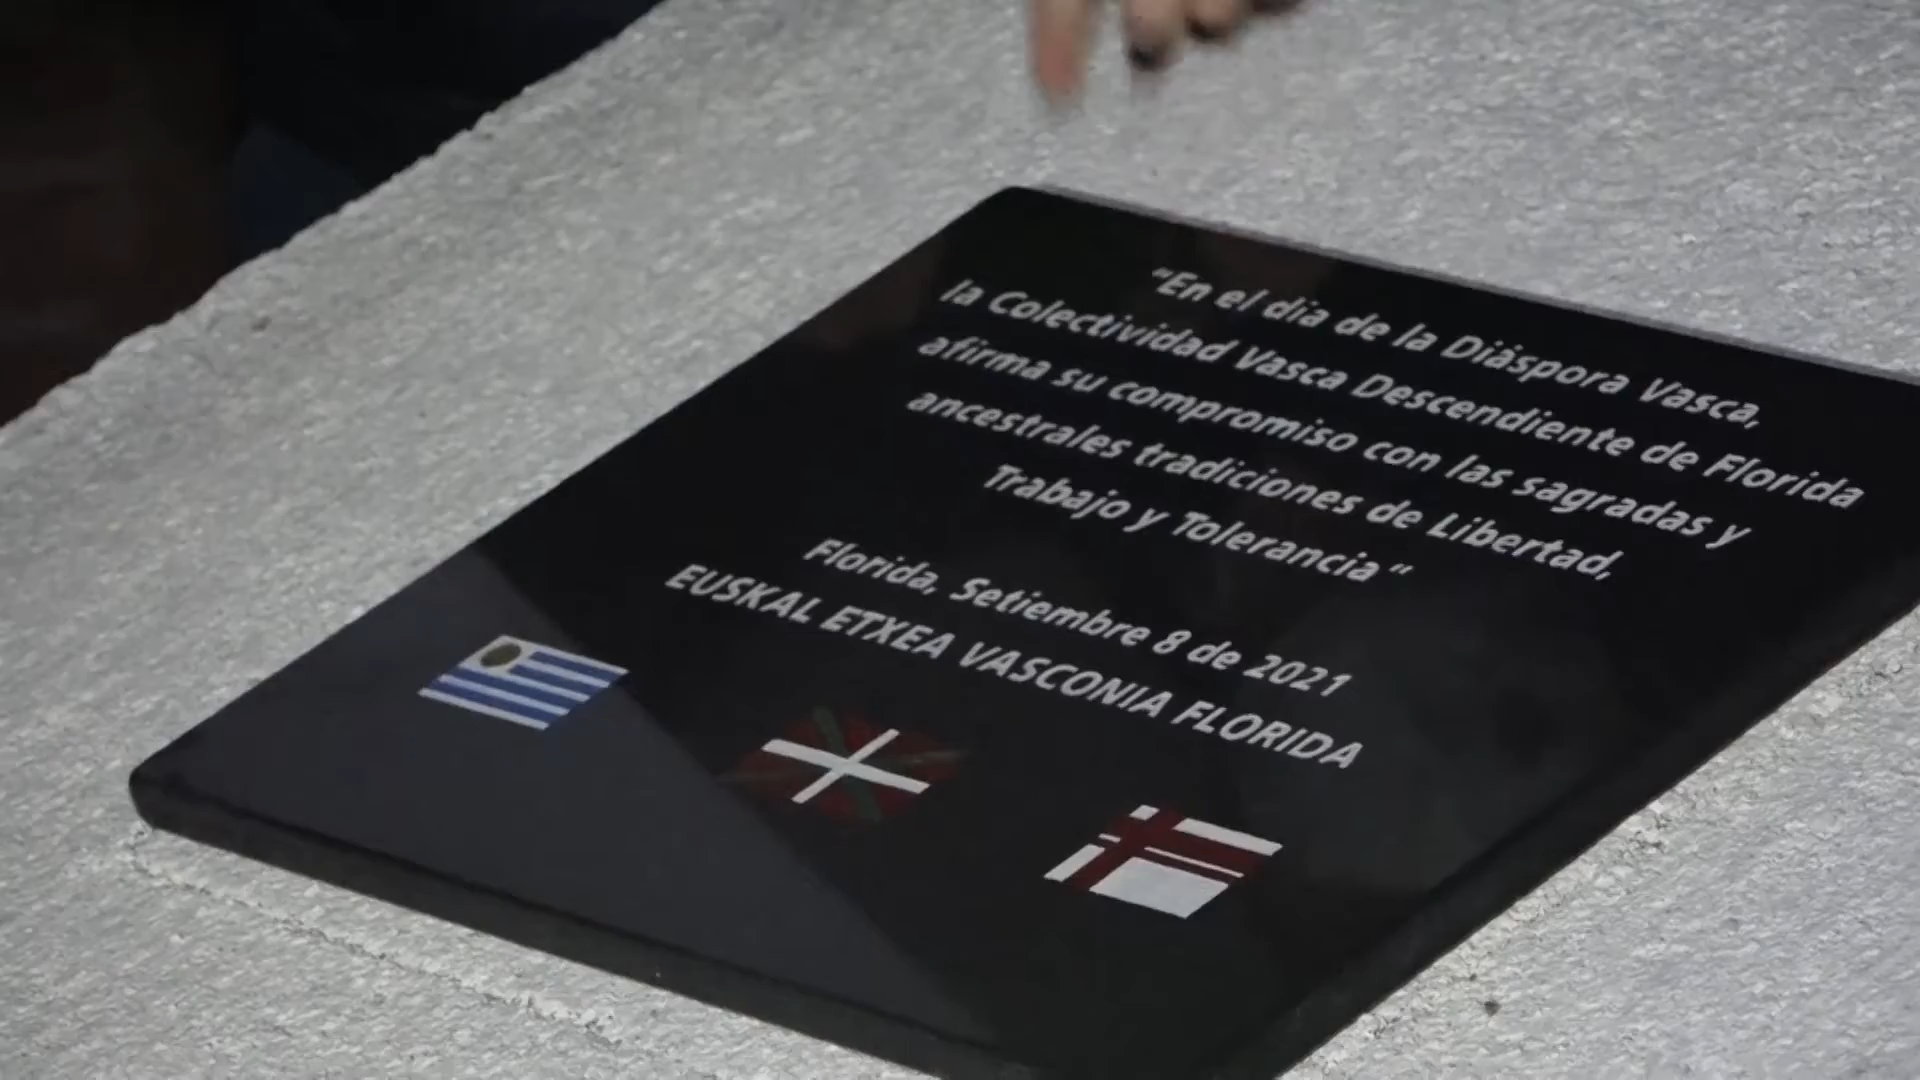 “En el dia de la Diáspora Vasca,
la Colectividad Vasca Descendiente de Florida
afirma su compromiso con las sagradas y
ancestrales tradiciones de Libertad,
Trabajo y Tolerancia“
Florida, Setiembre 8 de 2021
EUSKAL ETXEA VASCONIA FLORIDA